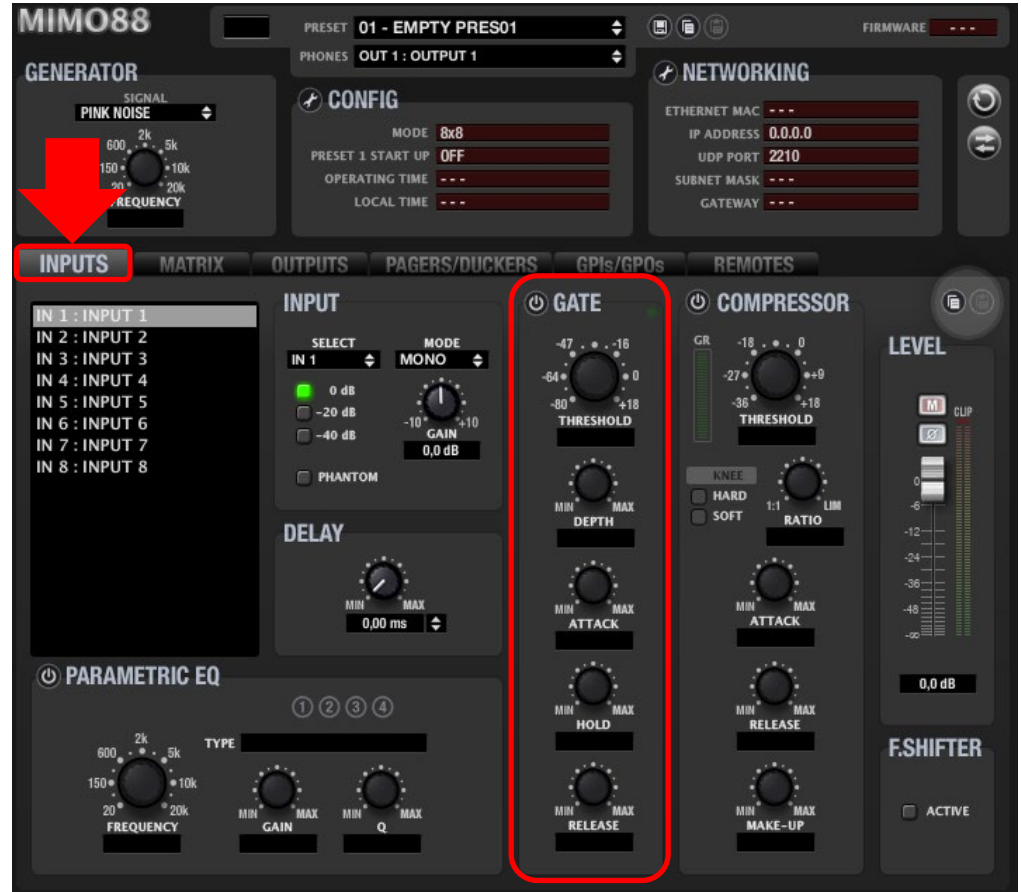 MIMO88
PRESET 01 - EMPTY PRES01
FIRMWARE - - -
PHONES OUT 1 : OUTPUT 1
GENERATOR
SIGNAL
PINK NOISE
600 2k 5k
150 10k
20 20k
FREQUENCY
CONFIG
MODE 8x8
PRESET 1 START UP OFF
OPERATING TIME - - -
LOCAL TIME - - -
NETWORKING
ETHERNET MAC - - -
IP ADDRESS 0.0.0.0
UDP PORT 2210
SUBNET MASK - - -
GATEWAY - - -
INPUTS MATRIX OUTPUTS PAGERS/DUCKERS GPIs/GPOs REMOTES
IN 1 : INPUT 1
IN 2 : INPUT 2
IN 3 : INPUT 3
IN 4 : INPUT 4
IN 5 : INPUT 5
IN 6 : INPUT 6
IN 7 : INPUT 7
IN 8 : INPUT 8
INPUT
SELECT MODE
IN 1 MONO
0 dB
-20 dB
-40 dB
-10 +10
GAIN
0,0 dB
PHANTOM
DELAY
MIN MAX
0,00 ms
GATE
-47 -16
-64 0
-80 +18
THRESHOLD
MIN MAX
DEPTH
MIN MAX
ATTACK
MIN MAX
HOLD
MIN MAX
RELEASE
COMPRESSOR
GR
-18 0
-27 +9
-36 +18
THRESHOLD
KNEE
HARD
SOFT
1:1 LIM
RATIO
MIN MAX
ATTACK
MIN MAX
RELEASE
MIN MAX
MAKE-UP
LEVEL
M
CLIP
Ø
0
-6
-12
-24
-36
-48
-∞
0,0 dB
F.SHIFTER
ACTIVE
PARAMETRIC EQ
1 2 3 4
TYPE
600 2k 5k
150 10k
20 20k
FREQUENCY
MIN MAX
GAIN
MIN MAX
Q